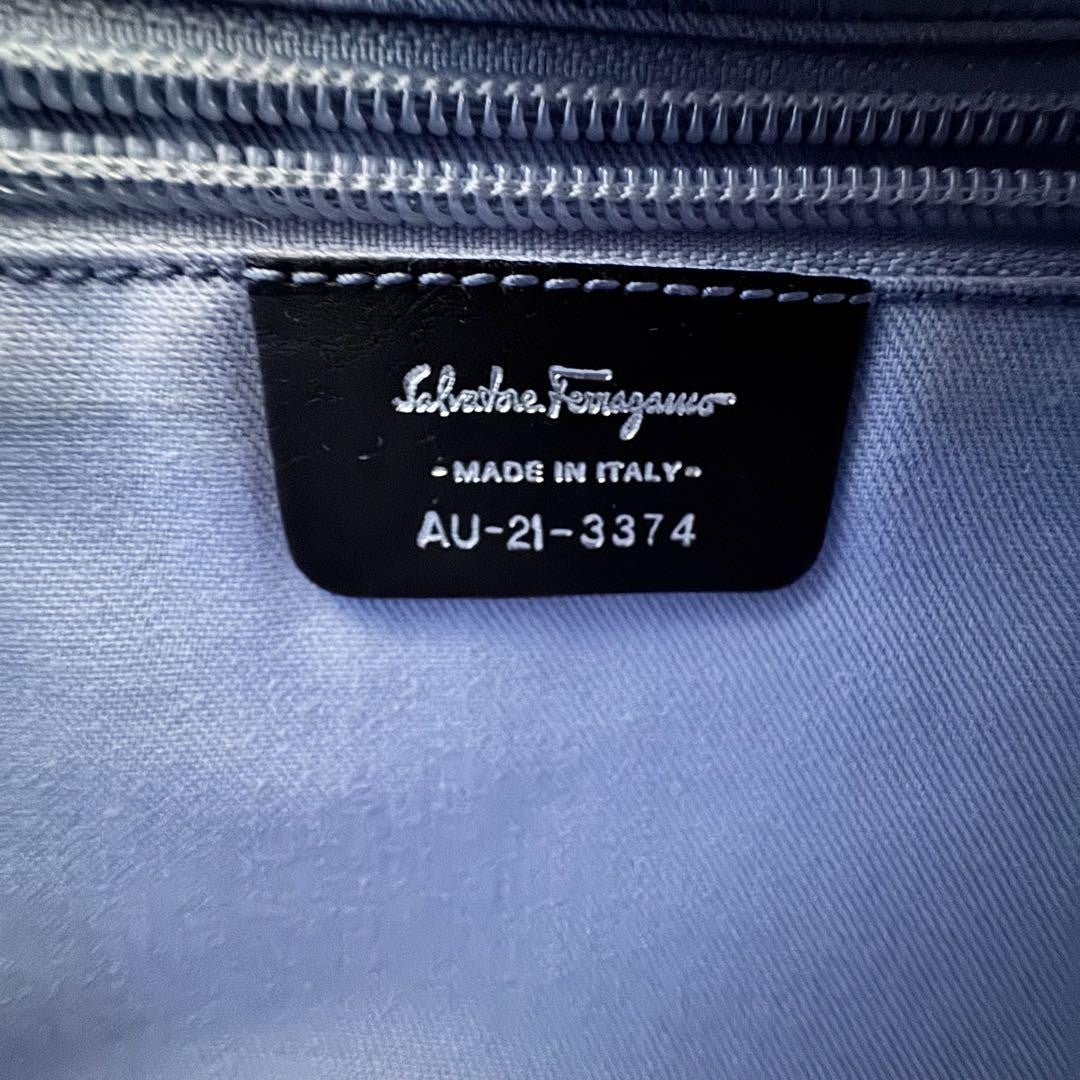 Salvatore Ferragamo
- MADE IN ITALY -
AU-21-3374